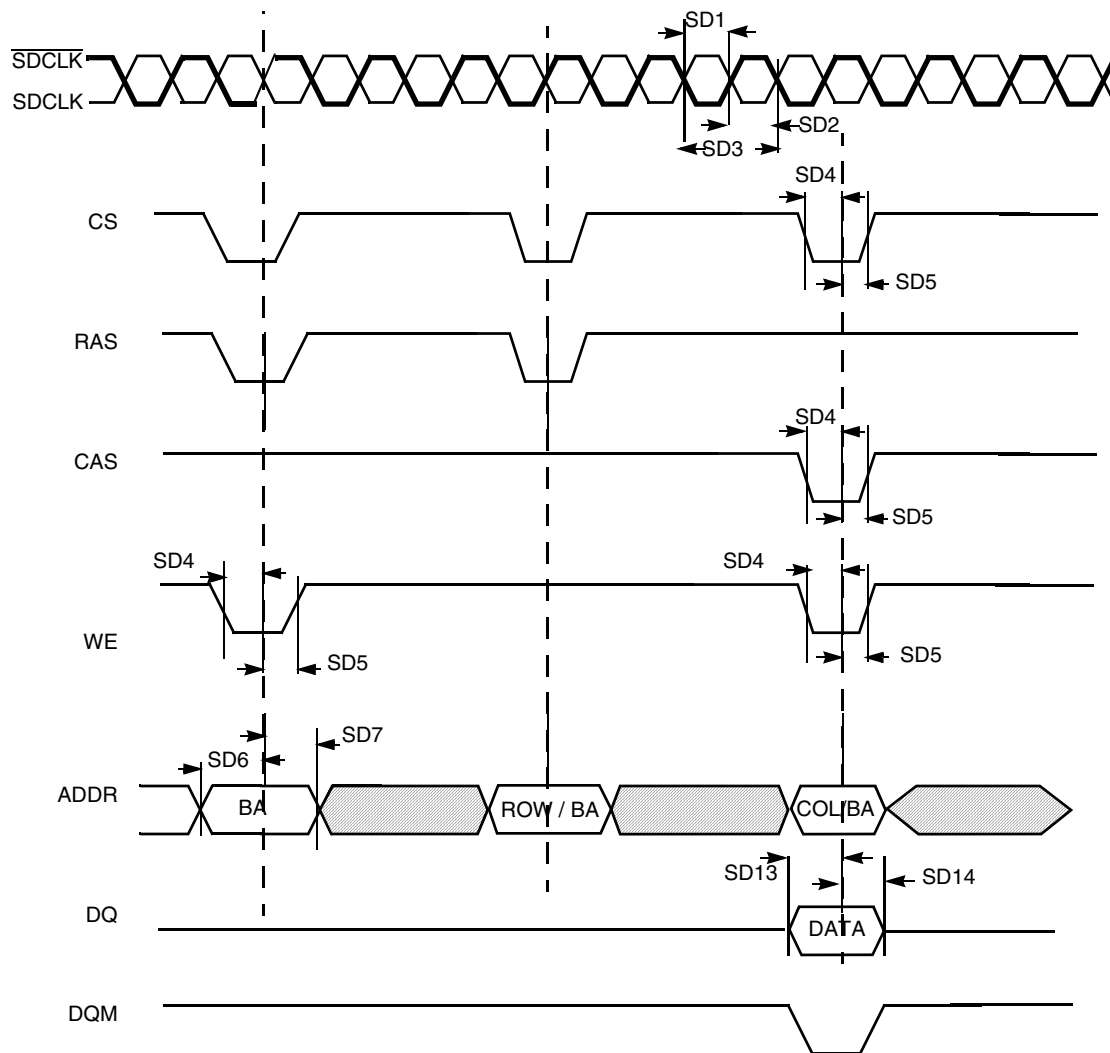 SD1
SDCLK
SDCLK
SD2
SD3
SD4
CS
SD5
RAS
SD4
CAS
SD5
SD4
SD4
WE
SD5
SD5
SD7
SD6
ADDR
BA
ROW / BA
COL/BA
SD13
SD14
DQ
DATA
DQM